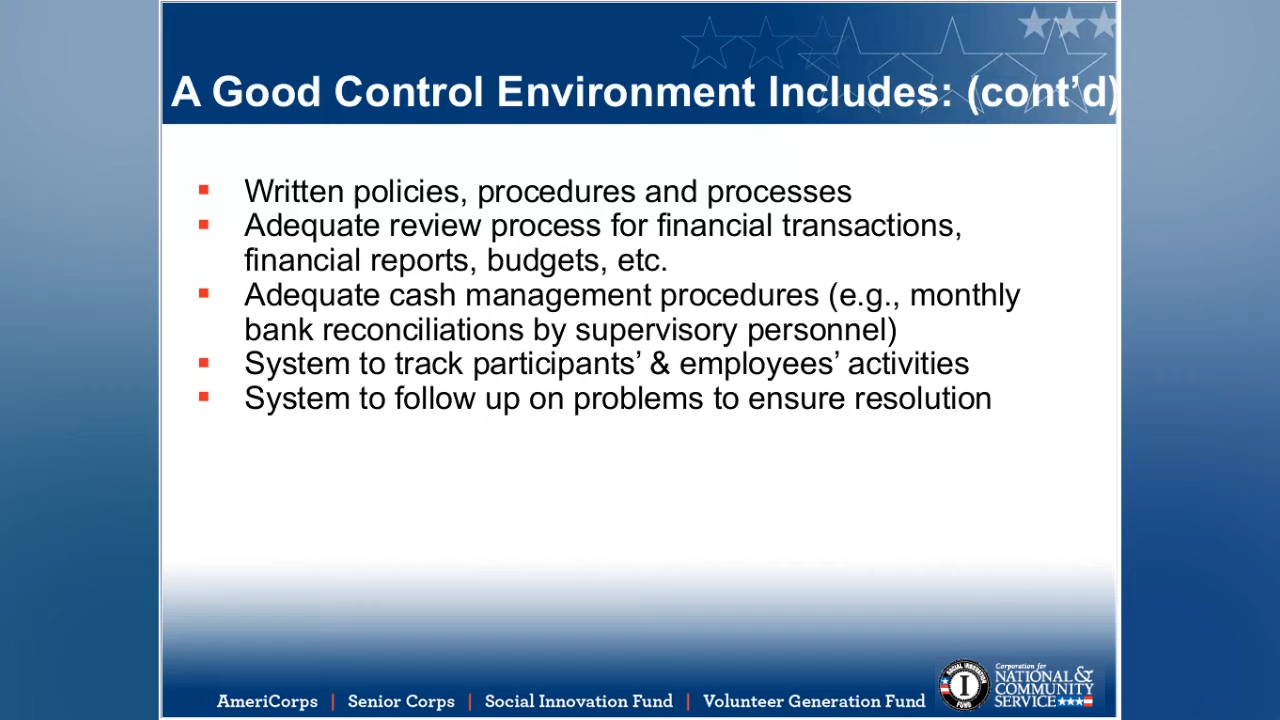 A Good Control Environment Includes: (cont’d)
Written policies, procedures and processes
Adequate review process for financial transactions,
financial reports, budgets, etc.
Adequate cash management procedures (e.g., monthly
bank reconciliations by supervisory personnel)
System to track participants’ & employees’ activities
System to follow up on problems to ensure resolution
AmeriCorps | Senior Corps | Social Innovation Fund | Volunteer Generation Fund
SOCIAL INNOVATION
I
FUND
Corporation for
NATIONAL &
COMMUNITY
SERVICE